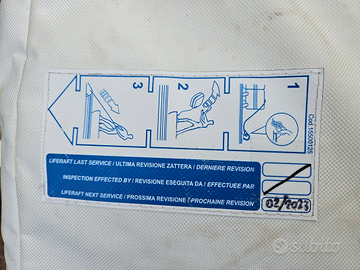 3
2
1
Cod.15500126
LIFERAFT LAST SERVICE / ULTIMA REVISIONE ZATTERA / DERNIERE REVISION
INSPECTION EFFECTED BY / REVISIONE ESEGUITA DA / EFFECTUEE PAR
LIFERAFT NEXT SERVICE / PROSSIMA REVISIONE / PROCHAINE REVISION
02/2023
subito